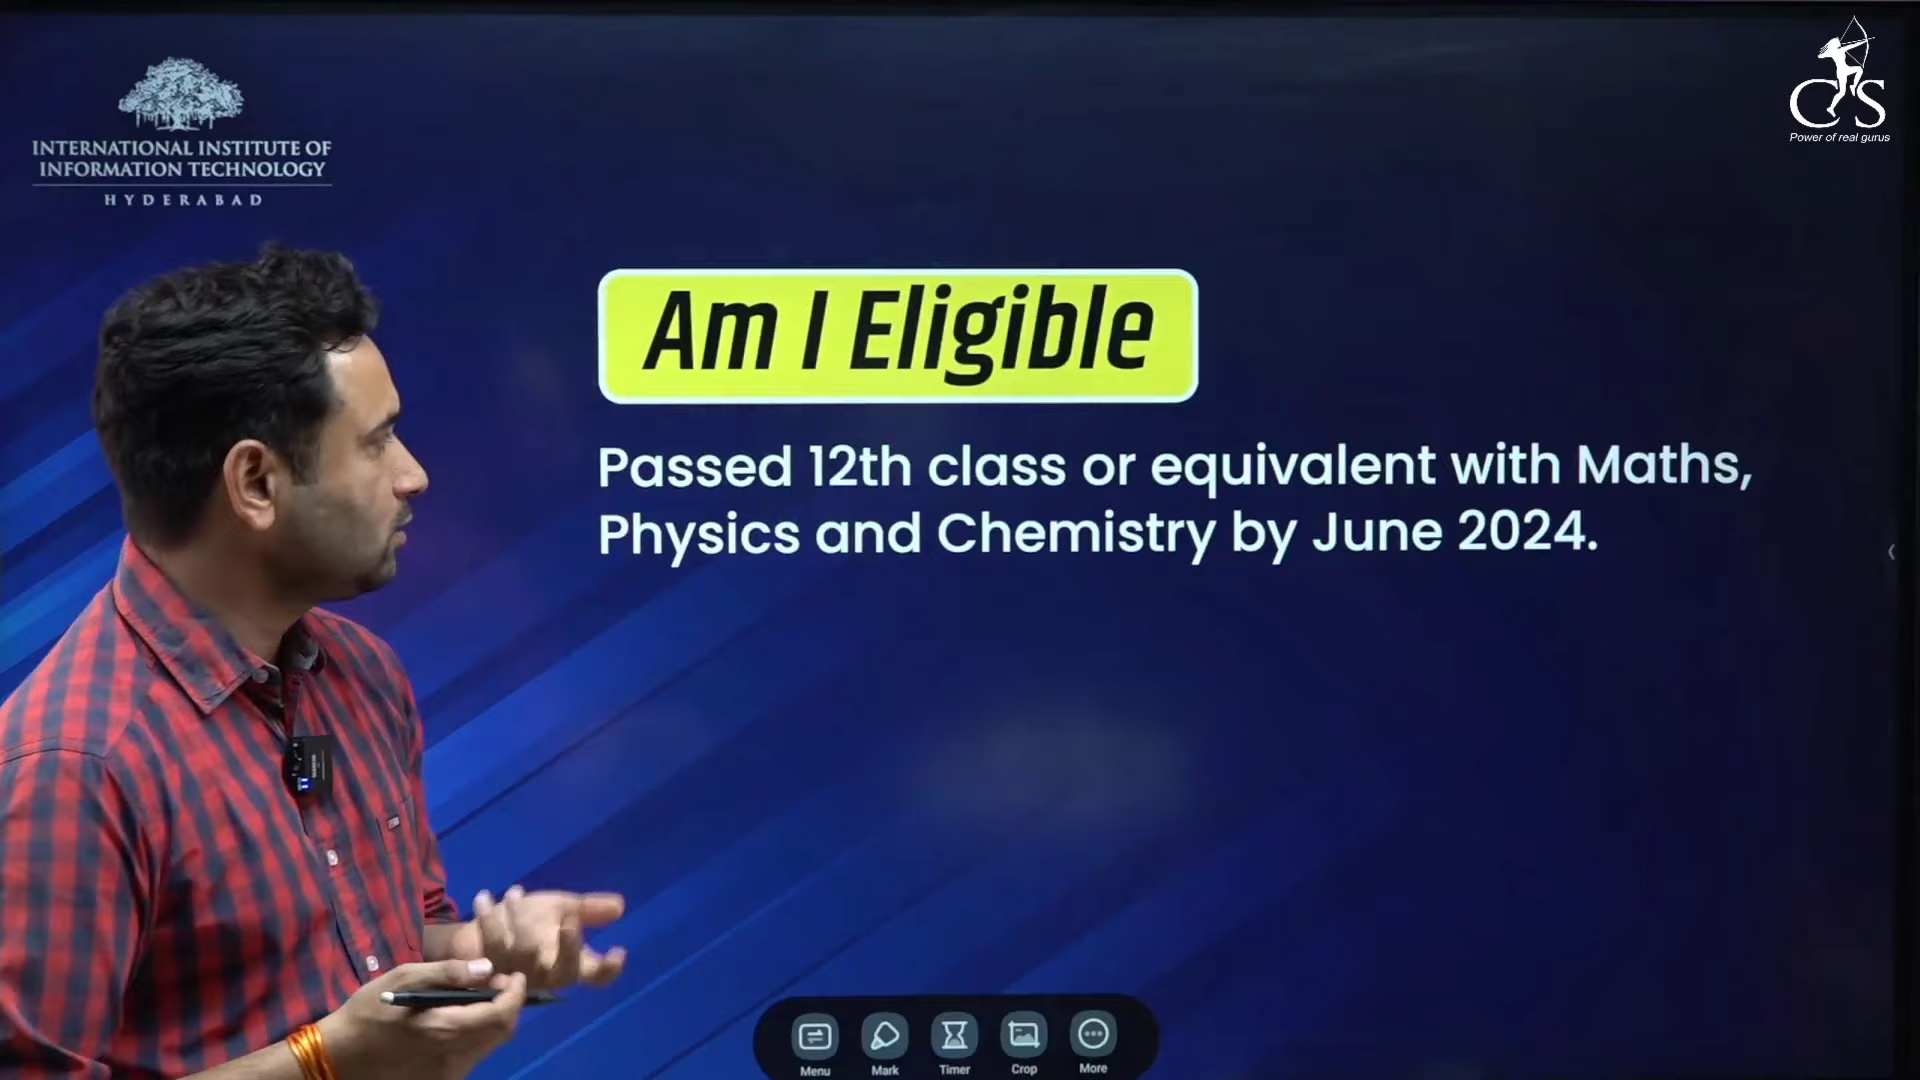 INTERNATIONAL INSTITUTE OF
INFORMATION TECHNOLOGY
HYDERABAD
CS
Power of real gurus
Am I Eligible
Passed 12th class or equivalent with Maths,
Physics and Chemistry by June 2024.
Menu
Mark
Timer
Crop
More